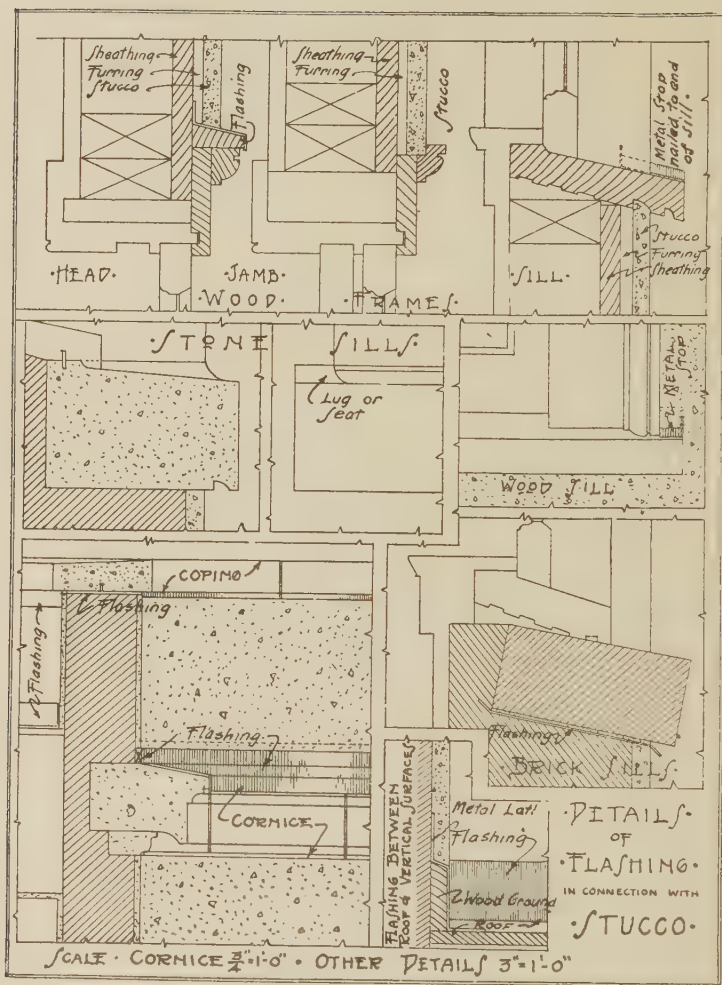 Sheathing
Furring
Stucco
Flashing
Sheathing
Furring
Stucco
Metal Stop
nailed to end
of sill.
Stucco
Furring
Sheathing
·HEAD·
·JAMB·
·SILL·
·WOOD· ·FRAMES·
·STONE SILLS·
Lug or
Seat
METAL
STOP
WOOD SILL
COPING
Flashing
Flashing
Flashing
CORNICE
Flashing
BRICK SILLS
FLASHING BETWEEN
ROOF & VERTICAL SURFACES
Metal Lath
Flashing
Wood Ground
ROOF
·DETAILS·
OF
·FLASHING·
IN CONNECTION WITH
·STUCCO·
SCALE · CORNICE 3/4"=1'-0" · OTHER DETAILS 3"=1'-0"